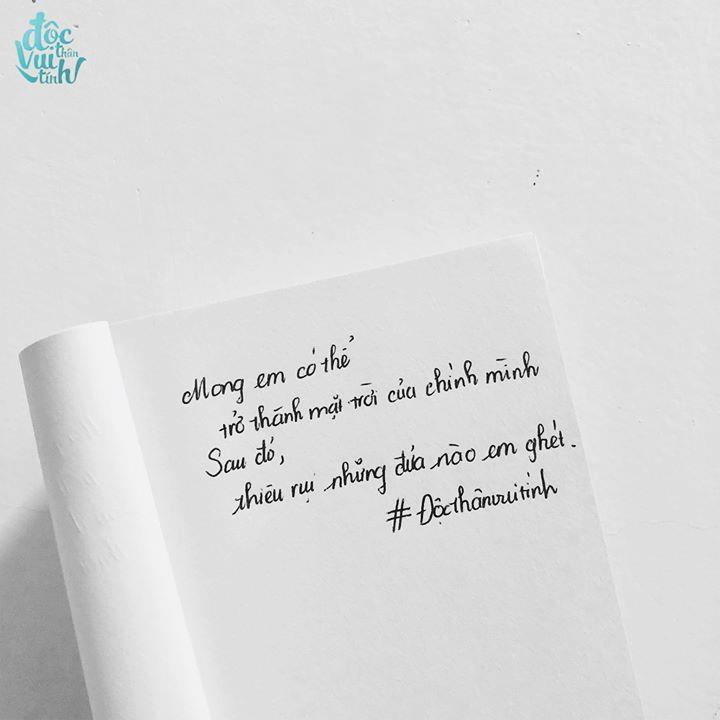 độc
thân
vui
tính
Mong em có thể
trở thành mặt trời của chính mình
Sau đó,
thiêu rụi những đứa nào em ghét.
#Độcthânvuitính